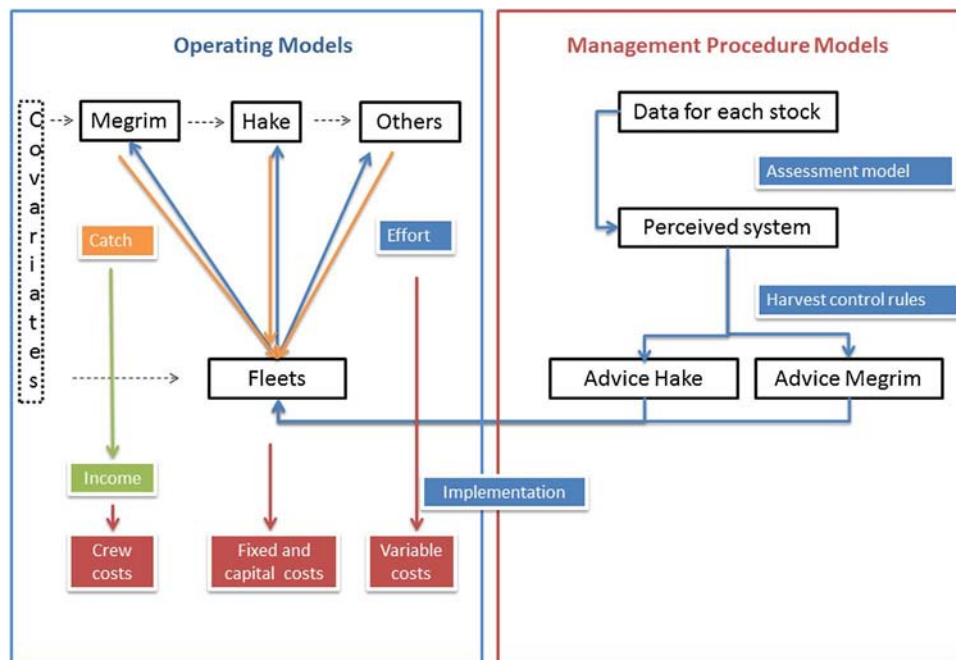 Operating Models
Management Procedure Models
Covariates
Megrim
Hake
Others
Data for each stock
Assessment model
Catch
Effort
Perceived system
Harvest control rules
Fleets
Advice Hake
Advice Megrim
Income
Implementation
Crew
costs
Fixed and
capital costs
Variable
costs